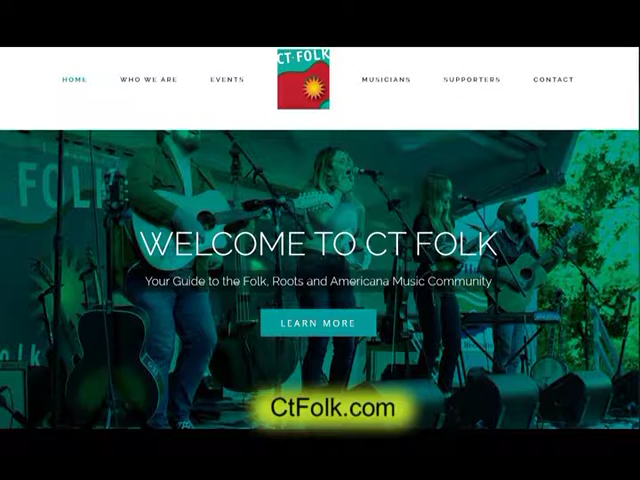 CT·FOLK
HOME WHO WE ARE EVENTS MUSICIANS SUPPORTERS CONTACT
FOLK
WELCOME TO CT FOLK
Your Guide to the Folk, Roots and Americana Music Community
LEARN MORE
CtFolk.com